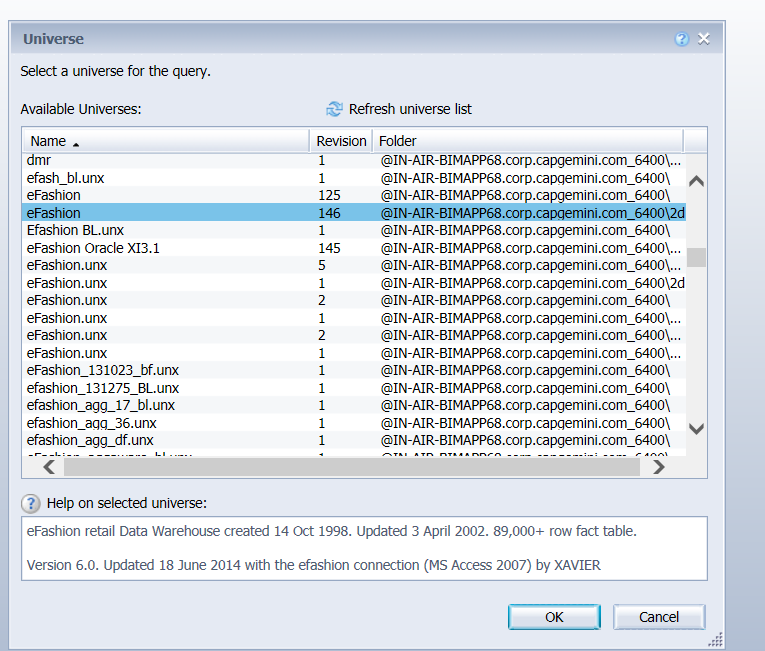 Universe
Select a universe for the query.
Available Universes: Refresh universe list
Name Revision Folder
dmr 1 @IN-AIR-BIMAPP68.corp.capgemini.com_6400\...
efash_bl.unx 1 @IN-AIR-BIMAPP68.corp.capgemini.com_6400\
eFashion 125 @IN-AIR-BIMAPP68.corp.capgemini.com_6400\
eFashion 146 @IN-AIR-BIMAPP68.corp.capgemini.com_6400\2d
Efashion BL.unx 1 @IN-AIR-BIMAPP68.corp.capgemini.com_6400\
eFashion Oracle XI3.1 145 @IN-AIR-BIMAPP68.corp.capgemini.com_6400\
eFashion.unx 5 @IN-AIR-BIMAPP68.corp.capgemini.com_6400\...
eFashion.unx 1 @IN-AIR-BIMAPP68.corp.capgemini.com_6400\2d
eFashion.unx 2 @IN-AIR-BIMAPP68.corp.capgemini.com_6400\
eFashion.unx 1 @IN-AIR-BIMAPP68.corp.capgemini.com_6400\...
eFashion.unx 2 @IN-AIR-BIMAPP68.corp.capgemini.com_6400\...
eFashion.unx 1 @IN-AIR-BIMAPP68.corp.capgemini.com_6400\...
eFashion_131023_bf.unx 1 @IN-AIR-BIMAPP68.corp.capgemini.com_6400\
efashion_131275_BL.unx 1 @IN-AIR-BIMAPP68.corp.capgemini.com_6400\
efashion_agg_17_bl.unx 1 @IN-AIR-BIMAPP68.corp.capgemini.com_6400\
efashion_agg_36.unx 1 @IN-AIR-BIMAPP68.corp.capgemini.com_6400\
efashion_agg_df.unx 1 @IN-AIR-BIMAPP68.corp.capgemini.com_6400\
Help on selected universe:
eFashion retail Data Warehouse created 14 Oct 1998. Updated 3 April 2002. 89,000+ row fact table.
Version 6.0. Updated 18 June 2014 with the efashion connection (MS Access 2007) by XAVIER
OK Cancel